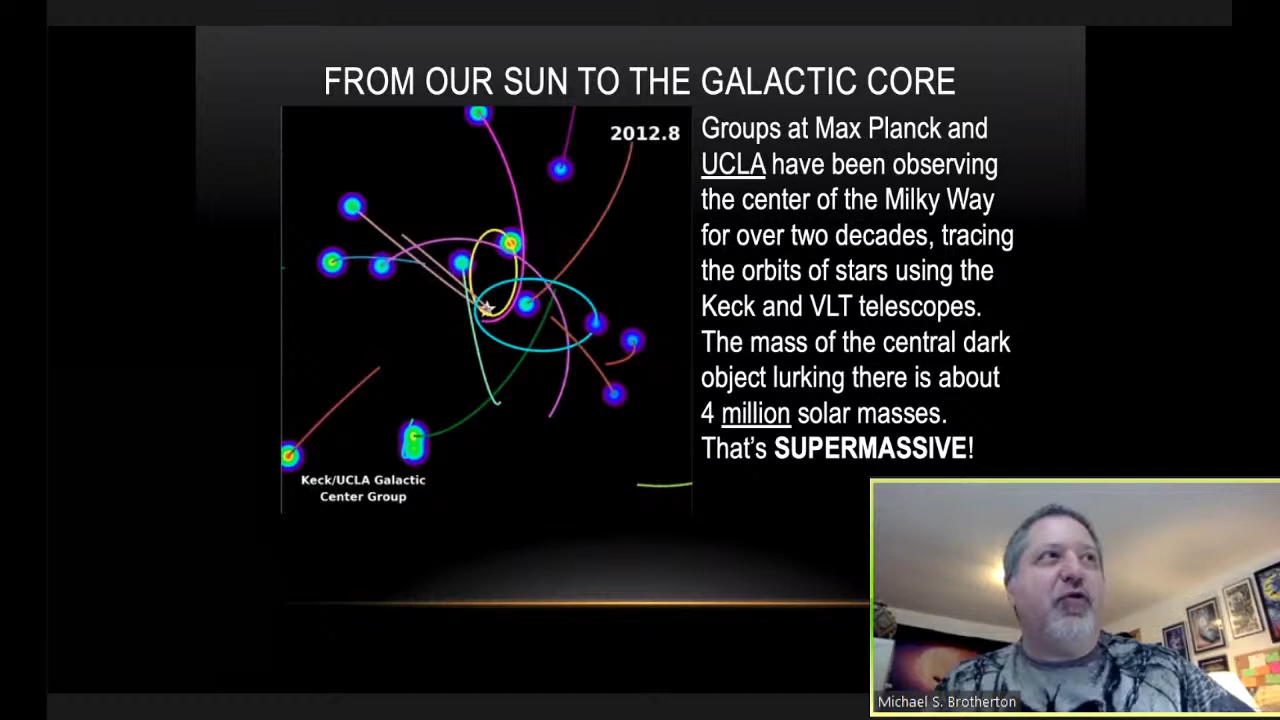 FROM OUR SUN TO THE GALACTIC CORE
2012.8
Keck/UCLA Galactic
Center Group
Groups at Max Planck and
UCLA have been observing
the center of the Milky Way
for over two decades, tracing
the orbits of stars using the
Keck and VLT telescopes.
The mass of the central dark
object lurking there is about
4 million solar masses.
That's SUPERMASSIVE!
Michael S. Brotherton